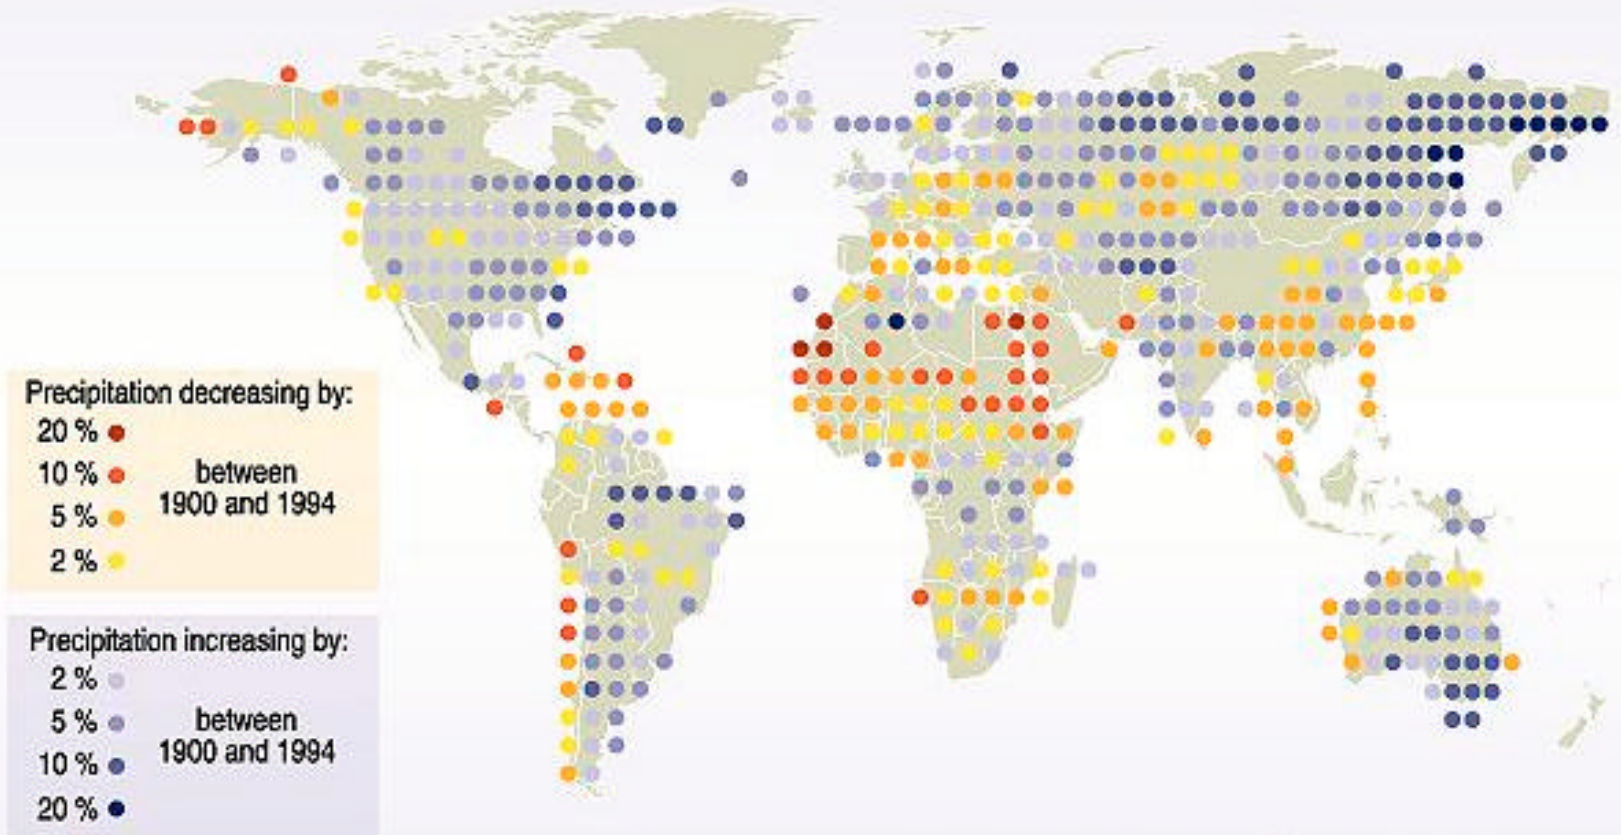 Precipitation decreasing by:
20 %
10 %
5 %
2 %
between
1900 and 1994
Precipitation increasing by:
2 %
5 %
10 %
20 %
between
1900 and 1994